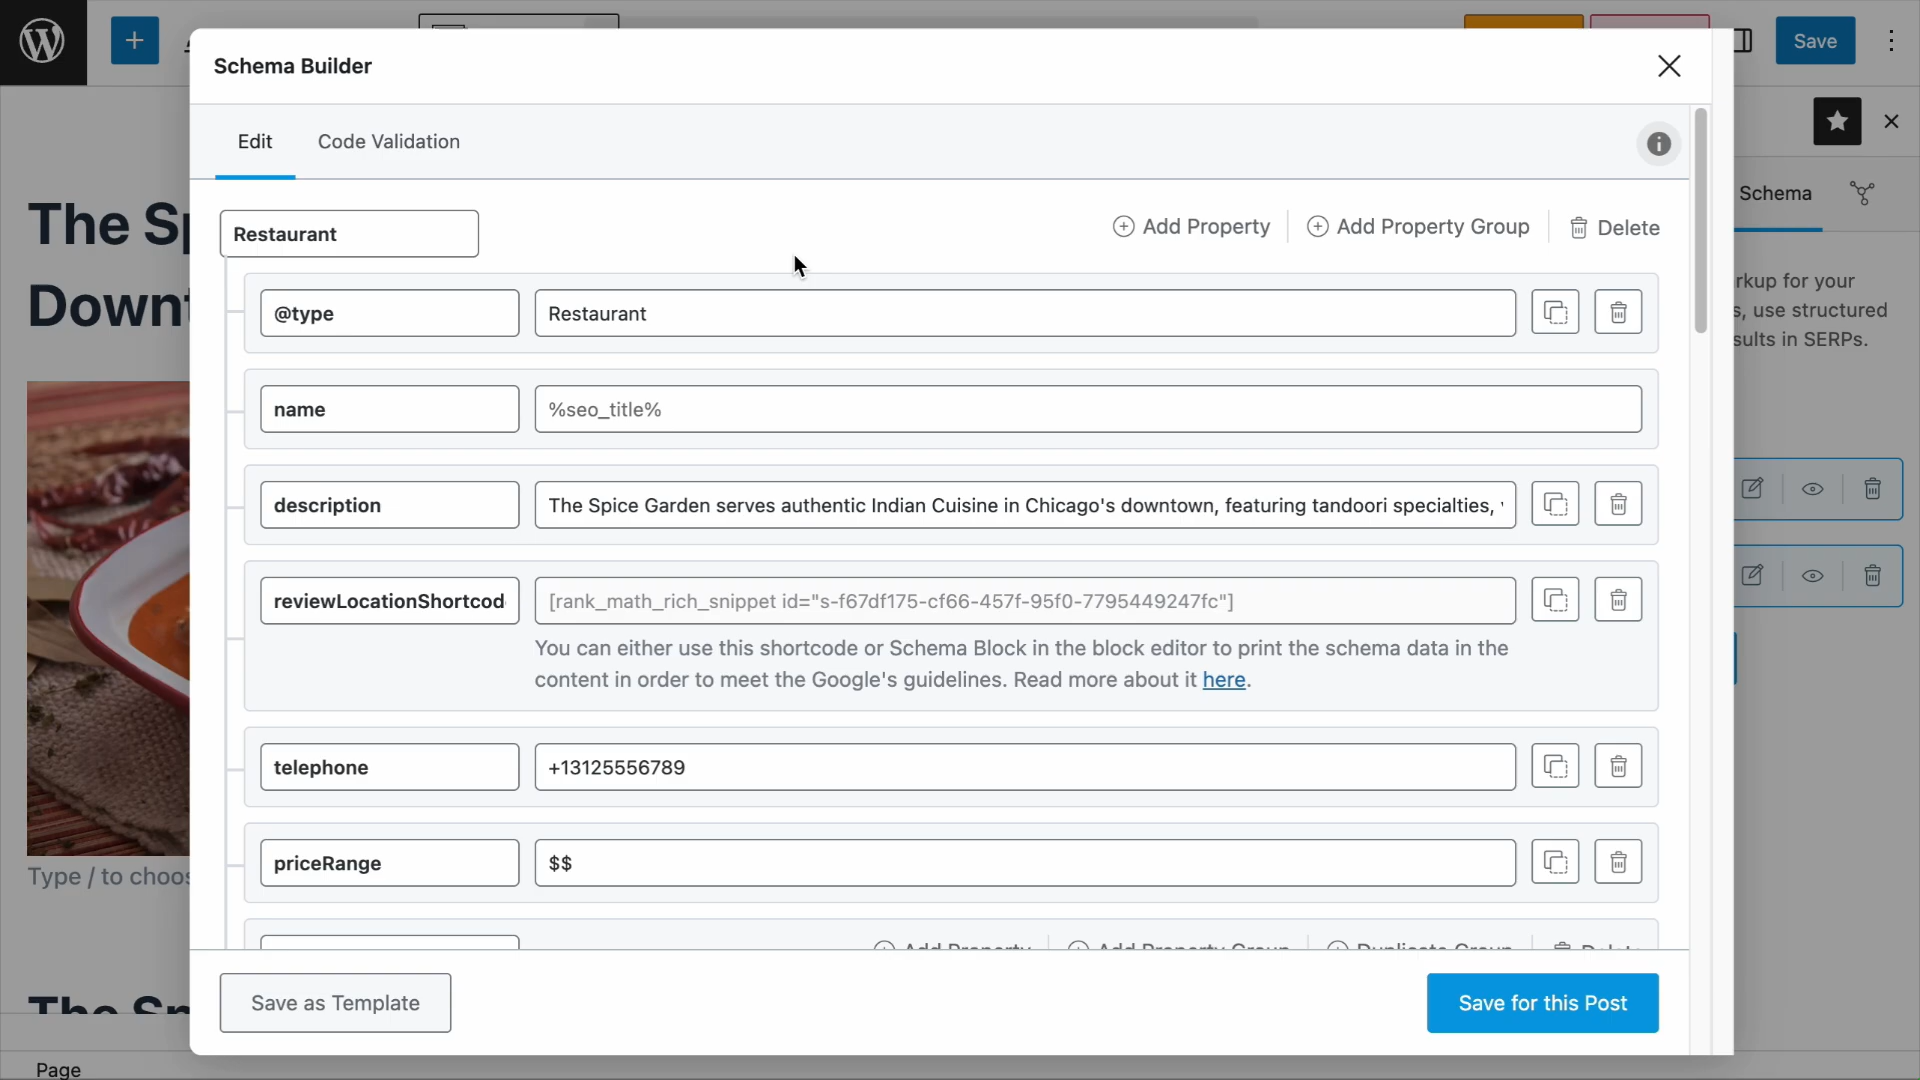 Save
Schema Builder
Edit
Code Validation
Schema
The Sp
Restaurant
Add Property
Add Property Group
Delete
Downt
@type
Restaurant
rkup for your
s, use structured
sults in SERPs.
name
%seo_title%
description
The Spice Garden serves authentic Indian Cuisine in Chicago's downtown, featuring tandoori specialties,
reviewLocationShortcod
[rank_math_rich_snippet id="s-f67df175-cf66-457f-95f0-7795449247fc"]
You can either use this shortcode or Schema Block in the block editor to print the schema data in the
content in order to meet the Google's guidelines. Read more about it here.
telephone
+13125556789
priceRange
$$
Type / to choos
Add Property
Add Property Group
Duplicate Group
Delete
The Sp
Save as Template
Save for this Post
Page